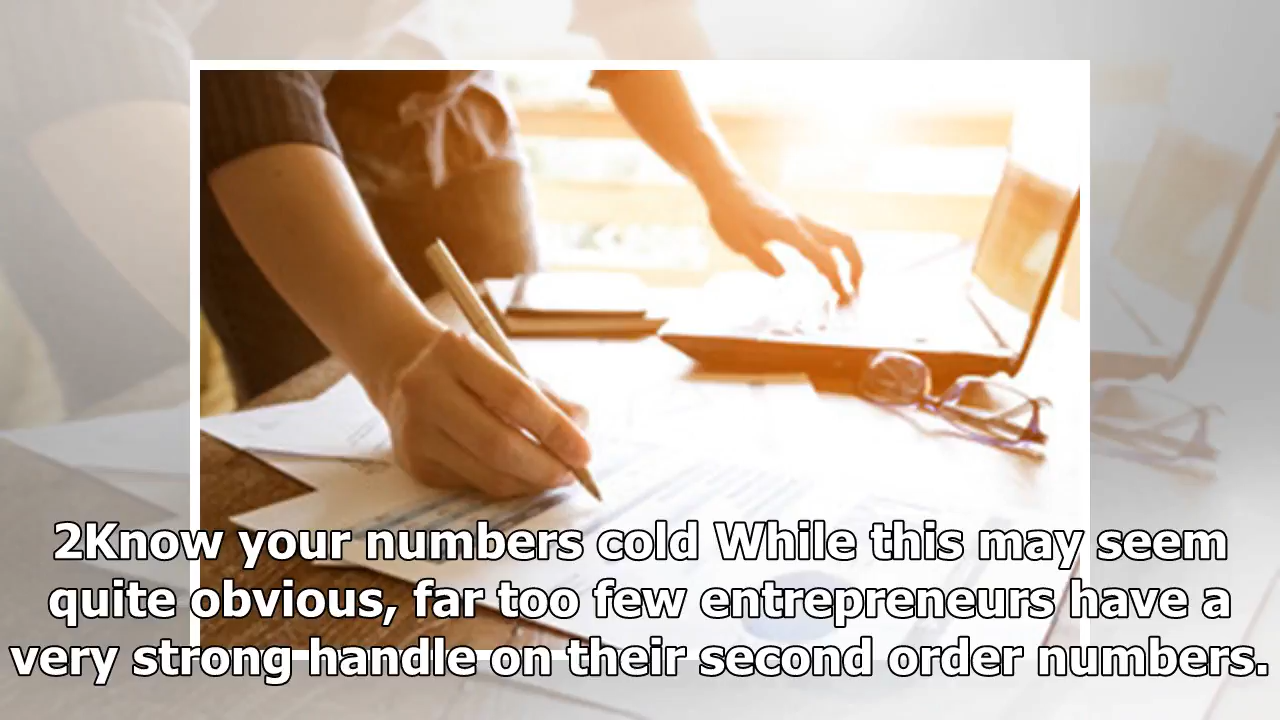 2Know your numbers cold While this may seem
quite obvious, far too few entrepreneurs have a
very strong handle on their second order numbers.